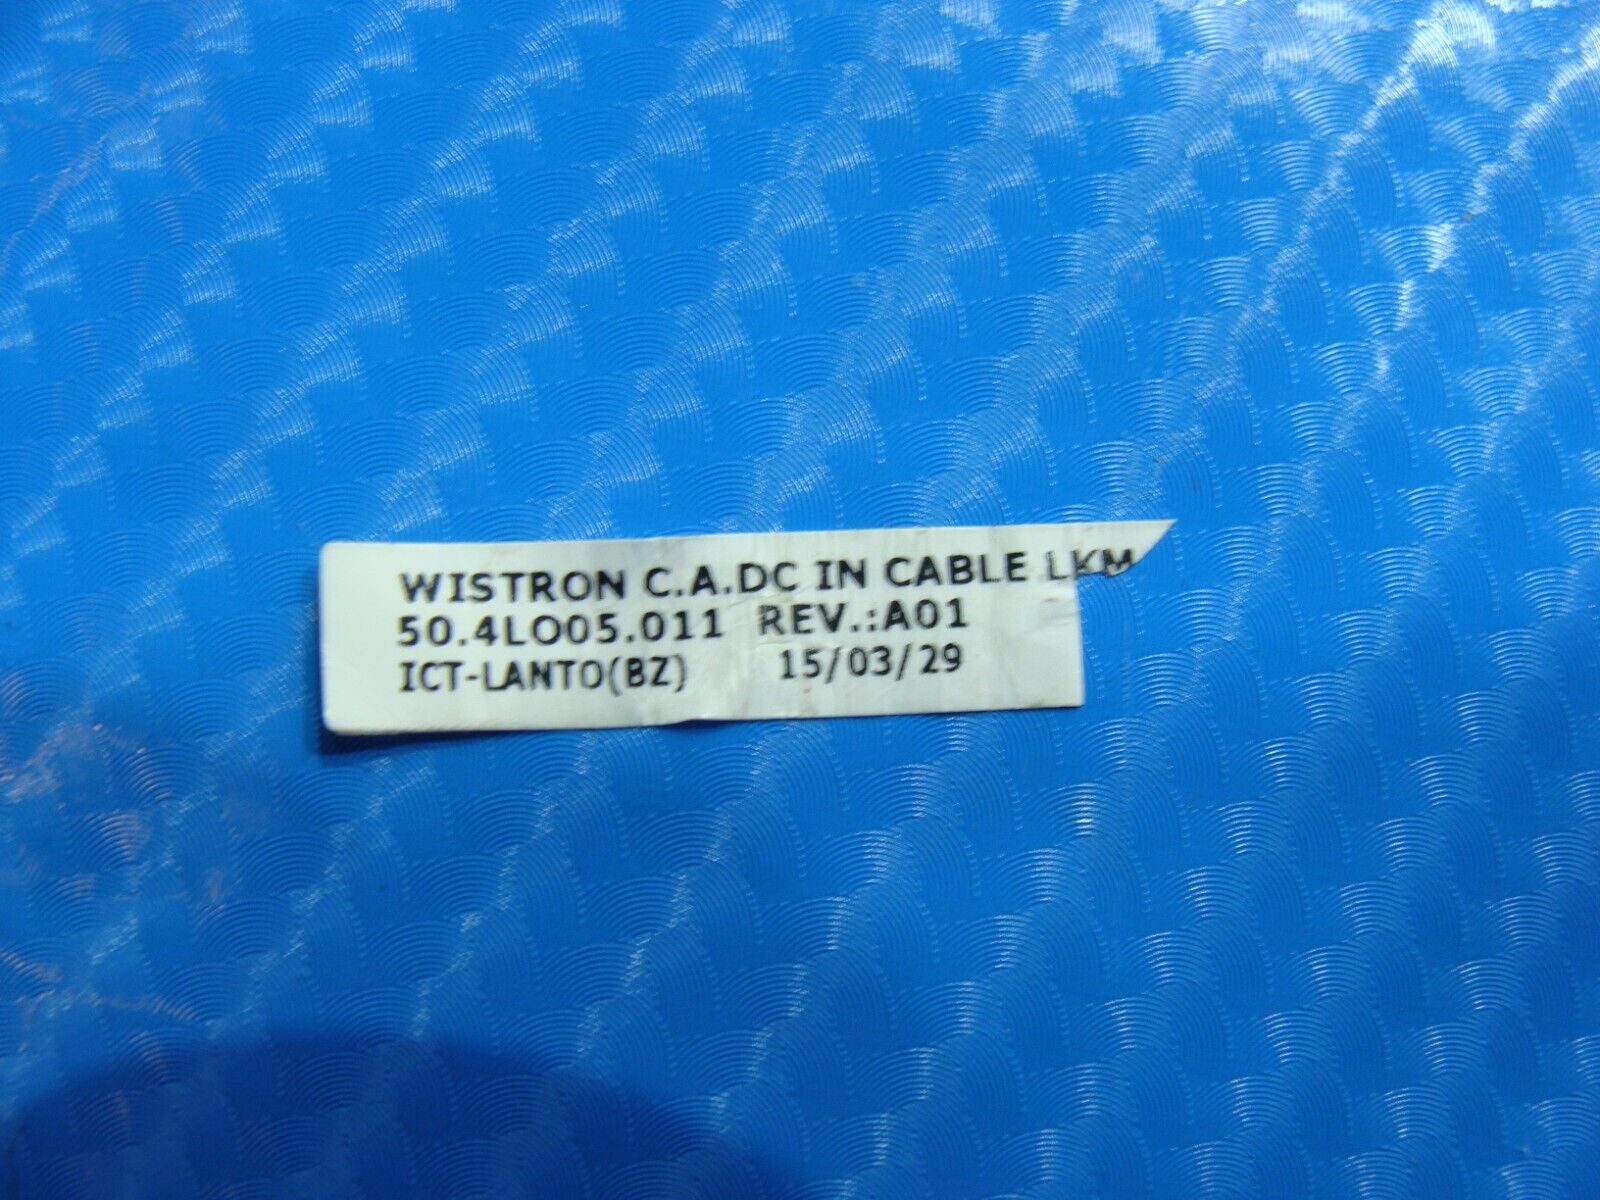 WISTRON C.A.DC IN CABLE LKM
50.4LO05.011 REV.:A01
ICT-LANTO(BZ) 15/03/29